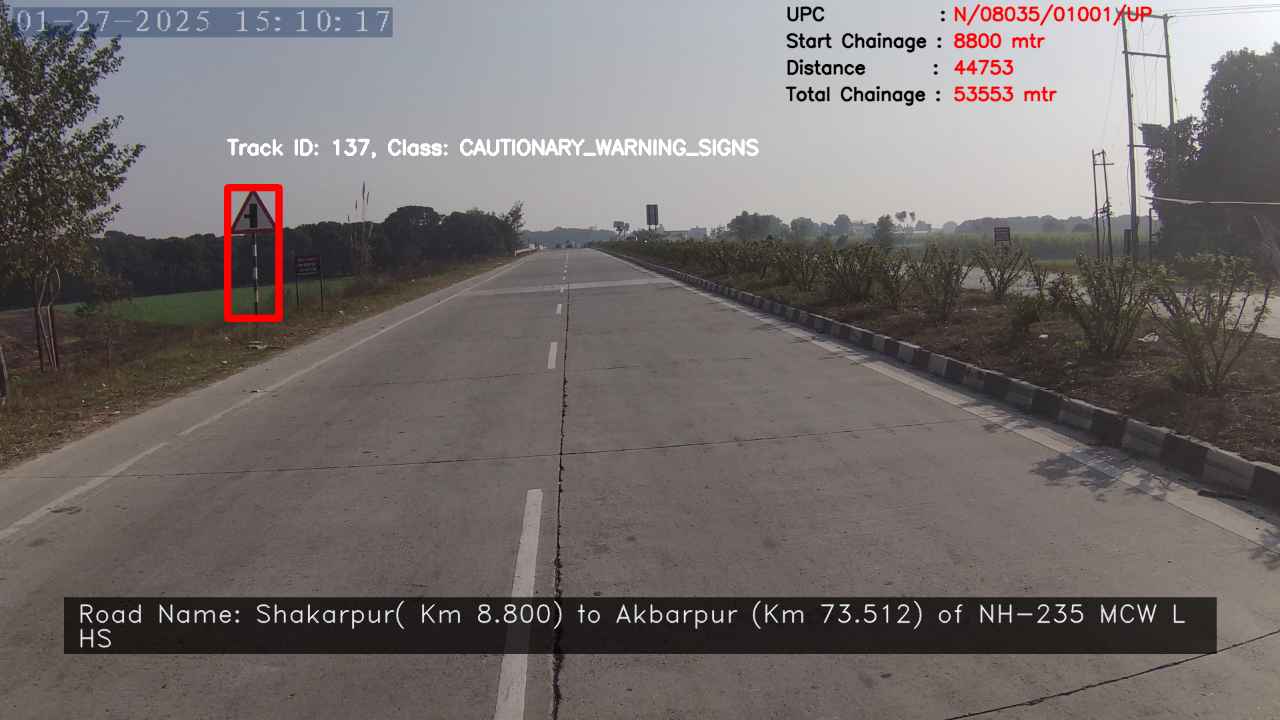 01-27-2025 15:10:17
UPC : N/08035/01001/UP
Start Chainage : 8800 mtr
Distance : 44753
Total Chainage : 53553 mtr
Track ID: 137, Class: CAUTIONARY_WARNING_SIGNS
Road Name: Shakarpur( Km 8.800) to Akbarpur (Km 73.512) of NH-235 MCW L
HS